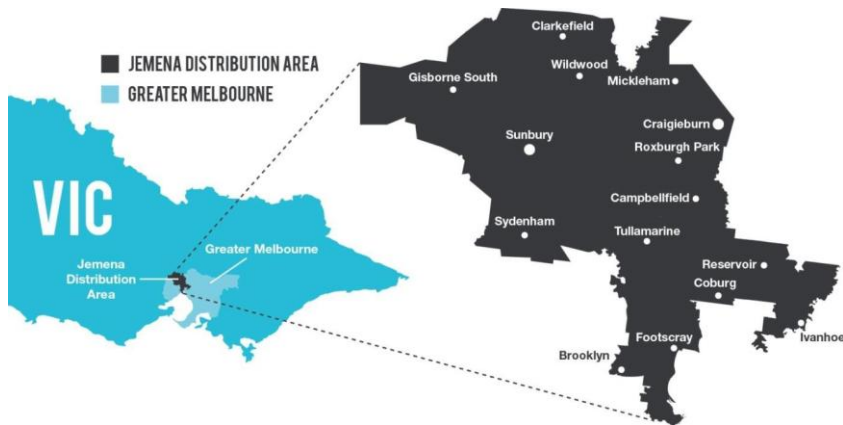 JEMENA DISTRIBUTION AREA
GREATER MELBOURNE
VIC
Jemena
Distribution
Area
Greater Melbourne
Clarkefield
Wildwood
Gisborne South
Mickleham
Craigieburn
Sunbury
Roxburgh Park
Campbellfield
Sydenham
Tullamarine
Reservoir
Coburg
Ivanhoe
Footscray
Brooklyn